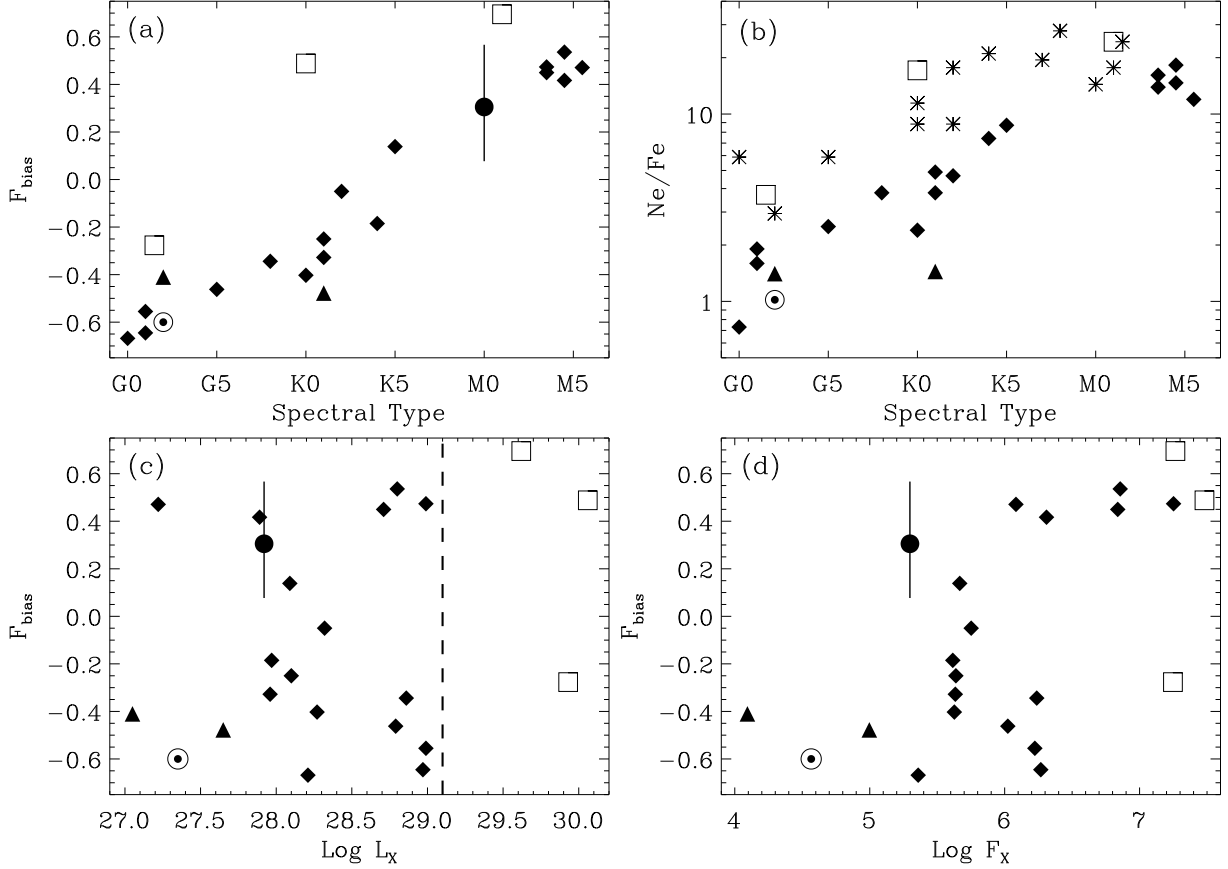 (a)
0.6
0.4
0.2
0.0
−0.2
−0.4
−0.6
F_bias
G0 G5 K0 K5 M0 M5
Spectral Type
(b)
10
1
Ne/Fe
G0 G5 K0 K5 M0 M5
Spectral Type
(c)
0.6
0.4
0.2
0.0
−0.2
−0.4
−0.6
F_bias
27.0 27.5 28.0 28.5 29.0 29.5 30.0
Log L_X
(d)
0.6
0.4
0.2
0.0
−0.2
−0.4
−0.6
F_bias
4 5 6 7
Log F_X